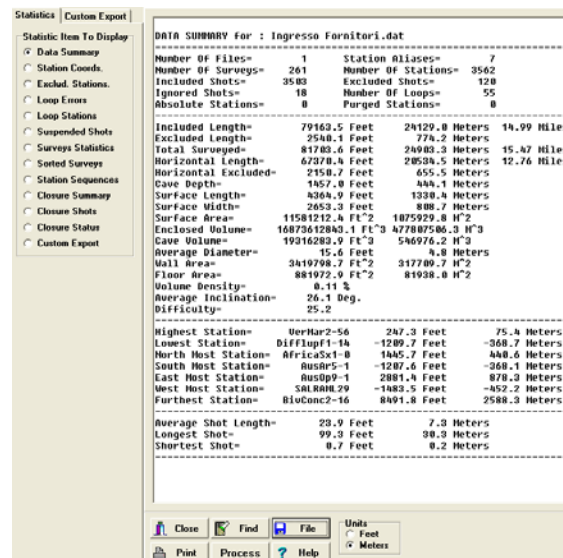 Statistics Custom Export
Statistic Item To Display
Data Summary
Station Coords.
Exclud. Stations.
Loop Errors
Loop Stations
Suspended Shots
Surveys Statistics
Sorted Surveys
Station Sequences
Closure Summary
Closure Shots
Closure Status
Custom Export
DATA SUMMARY for : Ingresso Fornitori.dat
Number Of Files= 1 Station Aliases= 7
Number Of Surveys= 261 Number Of Stations= 3562
Included Shots= 3503 Excluded Shots= 120
Ignored Shots= 18 Number Of Loops= 55
Absolute Stations= 0 Purged Stations= 0
Included Length= 79163.5 Feet 24129.0 Meters 14.99 Mile
Excluded Length= 2540.1 Feet 774.2 Meters
Total Surveyed= 81703.6 Feet 24903.3 Meters 15.47 Mile
Horizontal Length= 67370.4 Feet 20534.5 Meters 12.76 Mile
Horizontal Excluded= 2150.7 Feet 655.5 Meters
Cave Depth= 1457.0 Feet 444.1 Meters
Surface Length= 4364.9 Feet 1330.4 Meters
Surface Width= 2653.3 Feet 808.7 Meters
Surface Area= 11581212.4 Ft^2 1075929.8 M^2
Enclosed Volume= 16873612843.1 Ft^3 477807506.3 M^3
Cave Volume= 19316283.9 Ft^3 546976.2 M^3
Average Diameter= 15.6 Feet 4.8 Meters
Wall Area= 3419798.7 Ft^2 317709.7 M^2
Floor Area= 881972.9 Ft^2 81938.0 M^2
Volume Density= 0.11 %
Average Inclination= 26.1 Deg.
Difficulty= 25.2
Highest Station= VerMar2-56 247.3 Feet 75.4 Meters
Lowest Station= Difflupf1-14 -1209.7 Feet -368.7 Meters
North Most Station= AfricaSx1-0 1445.7 Feet 440.6 Meters
South Most Station= AusAr5-1 -1207.6 Feet -368.1 Meters
East Most Station= AusOp9-1 2881.4 Feet 878.3 Meters
West Most Station= SALRAML29 -1483.5 Feet -452.2 Meters
Furthest Station= BivConc2-16 8491.8 Feet 2588.3 Meters
Average Shot Length= 23.9 Feet 7.3 Meters
Longest Shot= 99.3 Feet 30.3 Meters
Shortest Shot= 0.7 Feet 0.2 Meters
Close Find File
Units
Feet
Meters
Print Process Help